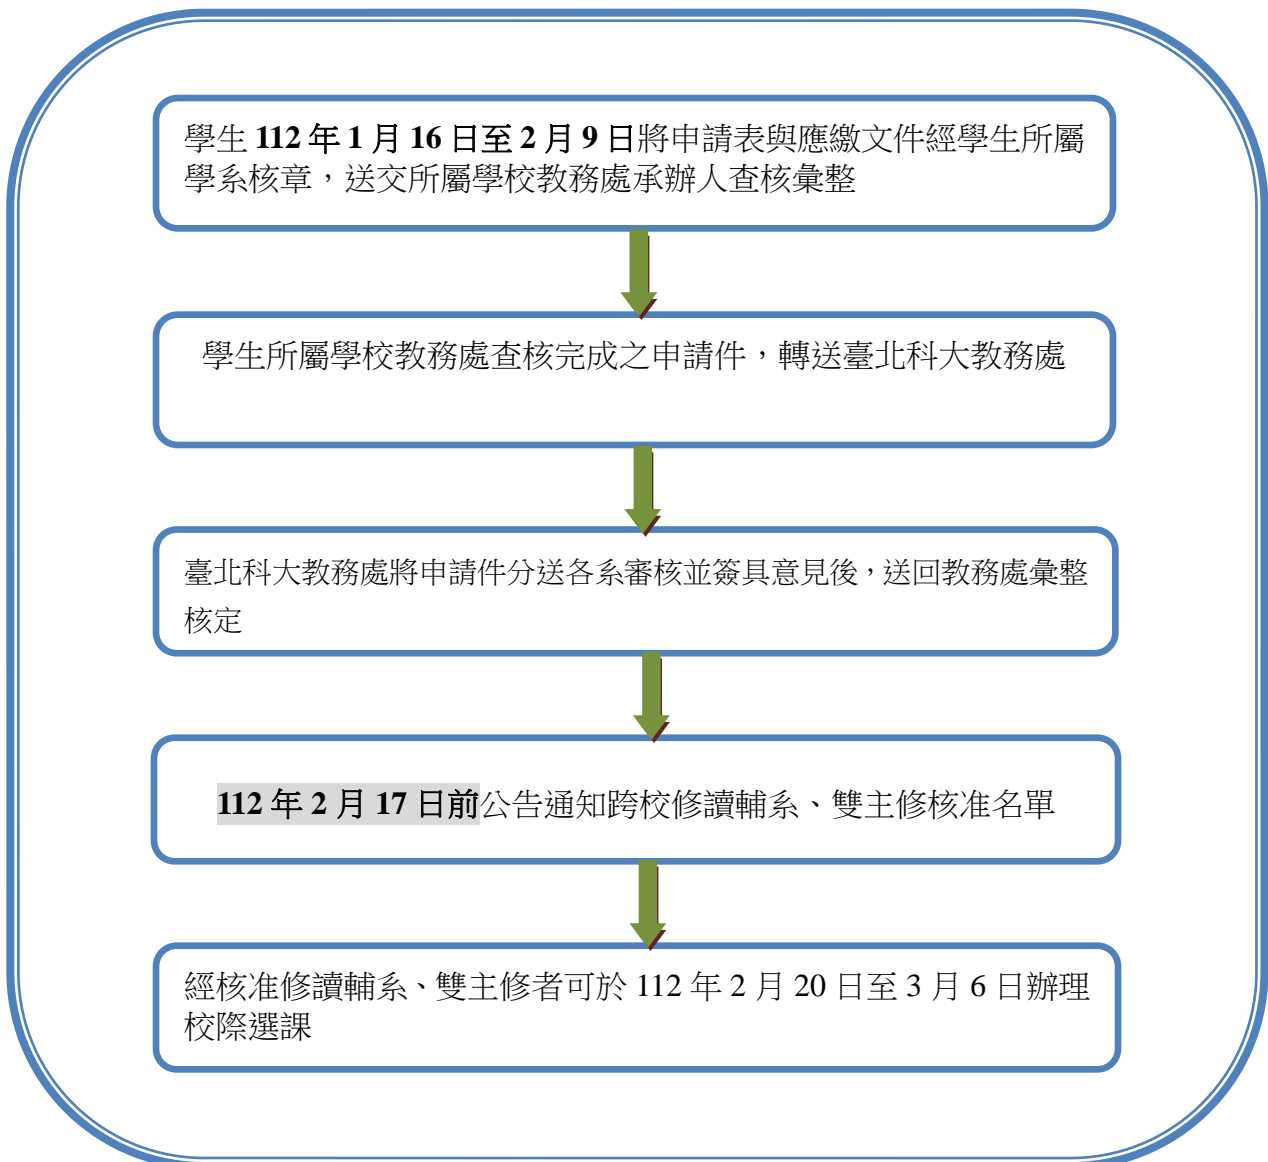 學生 112 年 1 月 16 日至 2 月 9 日將申請表與應繳文件經學生所屬
學系核章，送交所屬學校教務處承辦人查核彙整
學生所屬學校教務處查核完成之申請件，轉送臺北科大教務處
臺北科大教務處將申請件分送各系審核並簽具意見後，送回教務處彙整
核定
112 年 2 月 17 日前公告通知跨校修讀輔系、雙主修核准名單
經核准修讀輔系、雙主修者可於 112 年 2 月 20 日至 3 月 6 日辦理
校際選課